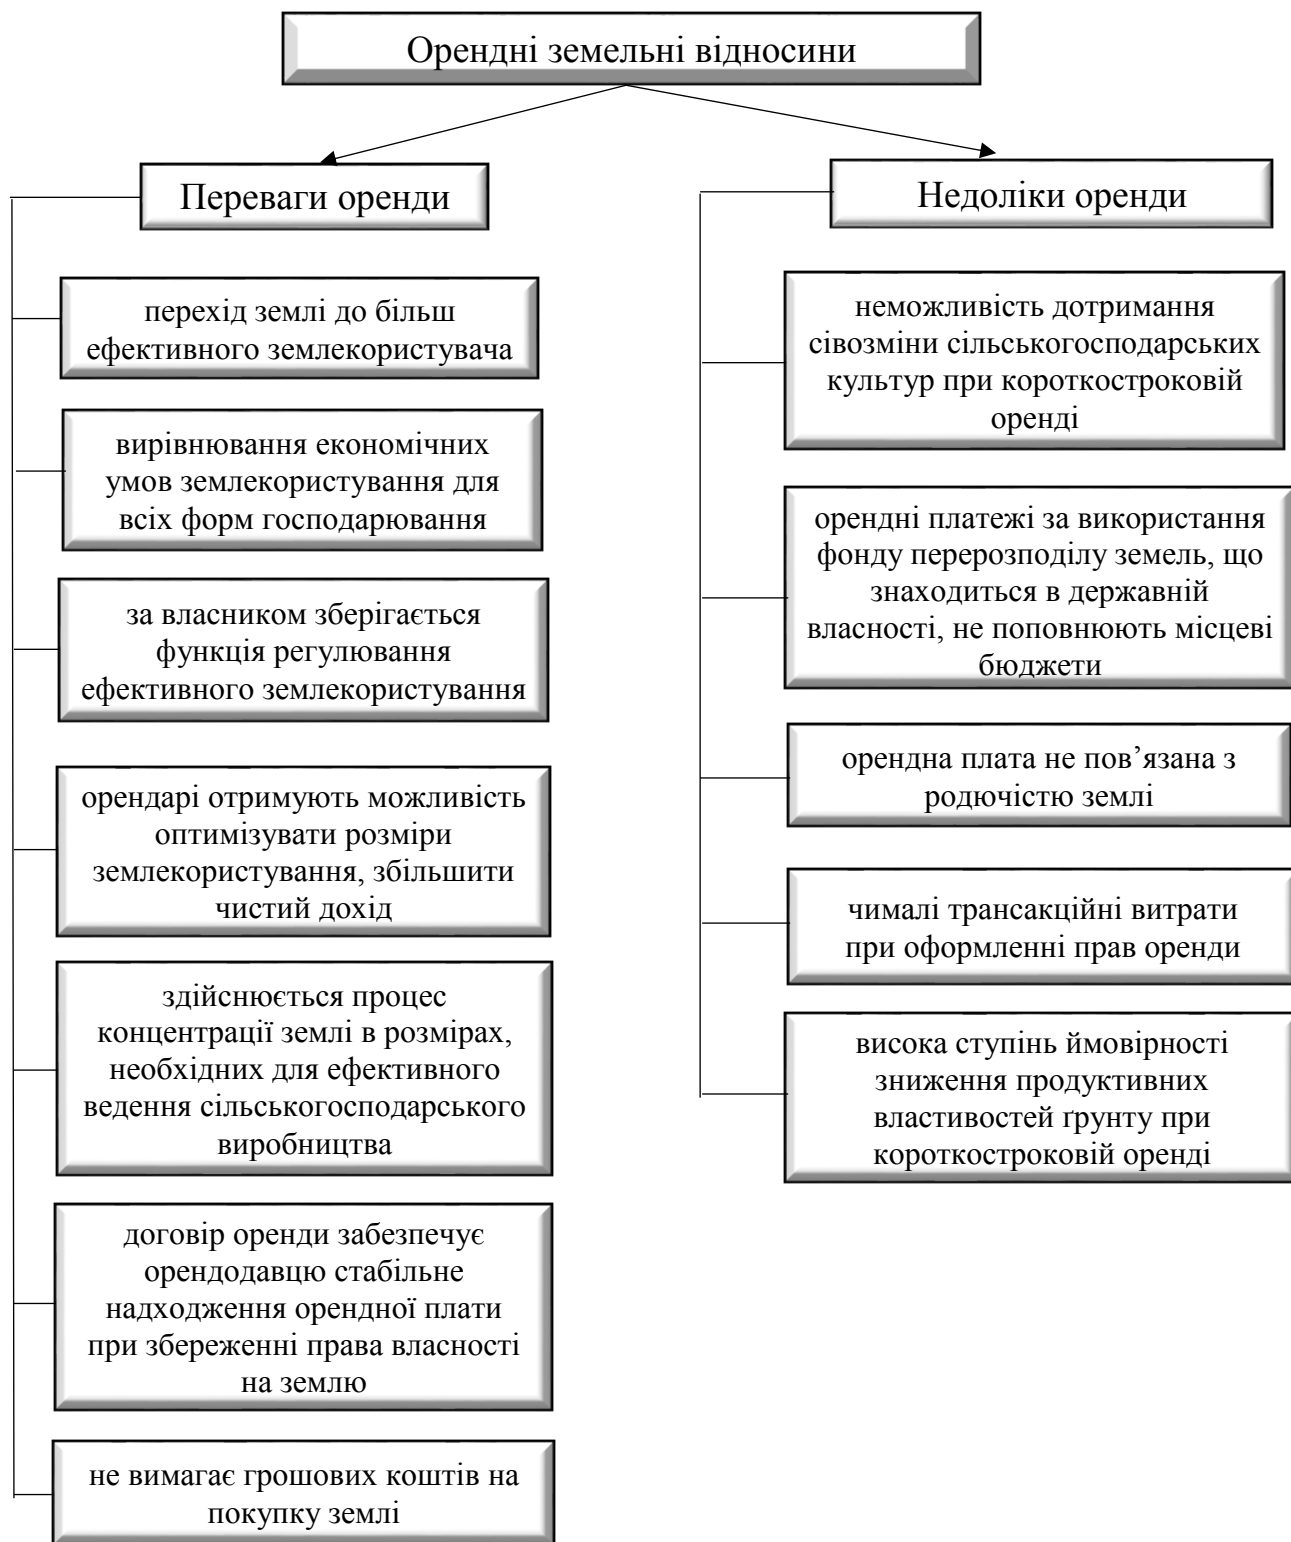 Орендні земельні відносини
Переваги оренди
перехід землі до більш
ефективного землекористувача
вирівнювання економічних
умов землекористування для
всіх форм господарювання
за власником зберігається
функція регулювання
ефективного землекористування
орендарі отримують можливість
оптимізувати розміри
землекористування, збільшити
чистий дохід
здійснюється процес
концентрації землі в розмірах,
необхідних для ефективного
ведення сільськогосподарського
виробництва
договір оренди забезпечує
орендодавцю стабільне
надходження орендної плати
при збереженні права власності
на землю
не вимагає грошових коштів на
покупку землі
Недоліки оренди
неможливість дотримання
сівозміни сільськогосподарських
культур при короткостроковій
оренді
орендні платежі за використання
фонду перерозподілу земель, що
знаходиться в державній
власності, не поповнюють місцеві
бюджети
орендна плата не пов’язана з
родючістю землі
чималі трансакційні витрати
при оформленні прав оренди
висока ступінь ймовірності
зниження продуктивних
властивостей ґрунту при
короткостроковій оренді